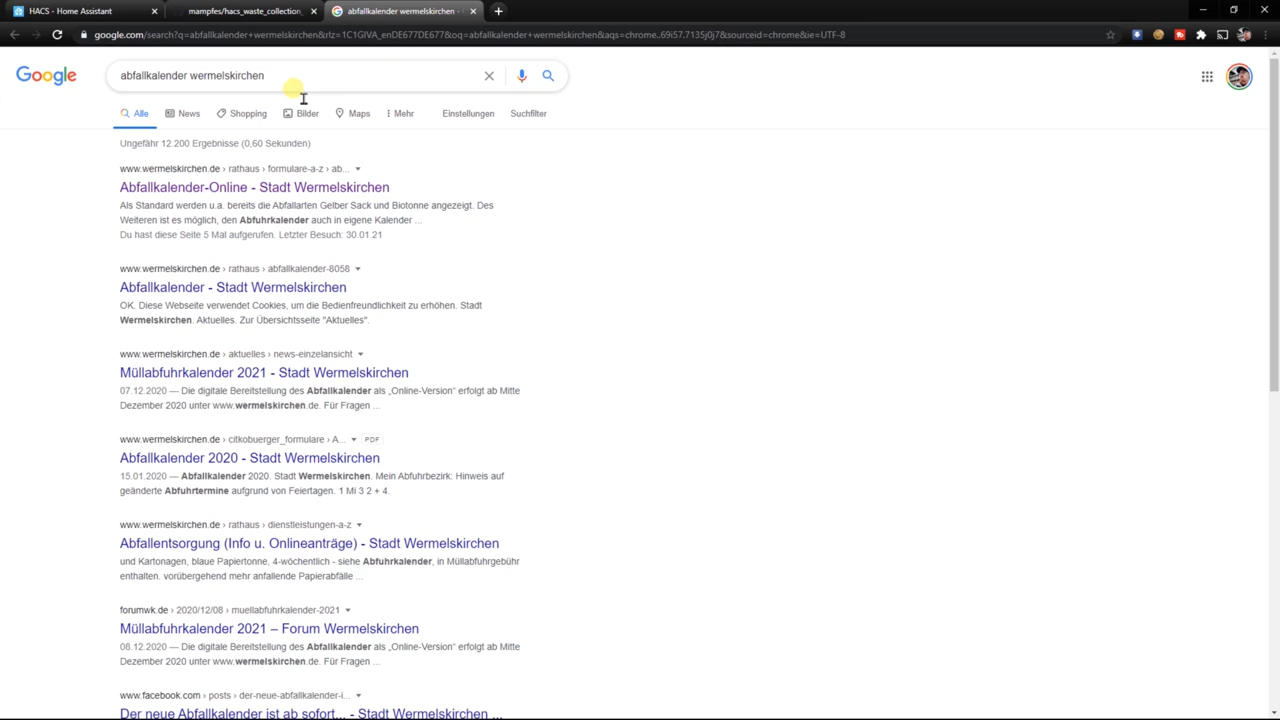 HACS - Home Assistant
mampfes/hacs_waste_collection_
abfallkalender wermelskirchen -
google.com/search?q=abfallkalender+wermelskirchen&rlz=1C1GIVA_enDE677DE677&oq=abfallkalender+wermelskirchen&aqs=chrome..69i57.7135j0j7&sourceid=chrome&ie=UTF-8
Google
abfallkalender wermelskirchen
Alle News Shopping Bilder Maps Mehr Einstellungen Suchfilter
Ungefähr 12.200 Ergebnisse (0,60 Sekunden)
www.wermelskirchen.de › rathaus › formulare-a-z › ab...
Abfallkalender-Online - Stadt Wermelskirchen
Als Standard werden u.a. bereits die Abfallarten Gelber Sack und Biotonne angezeigt. Des
Weiteren ist es möglich, den Abfuhrkalender auch in eigene Kalender ...
Du hast diese Seite 5 Mal aufgerufen. Letzter Besuch: 30.01.21
www.wermelskirchen.de › rathaus › abfallkalender-8058
Abfallkalender - Stadt Wermelskirchen
OK. Diese Webseite verwendet Cookies, um die Bedienfreundlichkeit zu erhöhen. Stadt
Wermelskirchen. Aktuelles. Zur Übersichtsseite "Aktuelles".
www.wermelskirchen.de › aktuelles › news-einzelansicht
Müllabfuhrkalender 2021 - Stadt Wermelskirchen
07.12.2020 — Die digitale Bereitstellung des Abfallkalender als „Online-Version“ erfolgt ab Mitte
Dezember 2020 unter www.wermelskirchen.de. Für Fragen ...
www.wermelskirchen.de › citkobuerger_formulare › A... PDF
Abfallkalender 2020 - Stadt Wermelskirchen
15.01.2020 — Abfallkalender 2020. Stadt Wermelskirchen. Mein Abfuhrbezirk: Hinweis auf
geänderte Abfuhrtermine aufgrund von Feiertagen. 1 Mi 3 2 + 4.
www.wermelskirchen.de › rathaus › dienstleistungen-a-z
Abfallentsorgung (Info u. Onlineanträge) - Stadt Wermelskirchen
und Kartonagen, blaue Papiertonne, 4-wöchentlich - siehe Abfuhrkalender, in Müllabfuhrgebühr
enthalten. vorübergehend mehr anfallende Papierabfälle ...
forumwk.de › 2020/12/08 › muellabfuhrkalender-2021
Müllabfuhrkalender 2021 – Forum Wermelskirchen
08.12.2020 — Die digitale Bereitstellung des Abfallkalender als „Online-Version“ erfolgt ab Mitte
Dezember 2020 unter www.wermelskirchen.de. Für Fragen ...
www.facebook.com › posts › der-neue-abfallkalender-i...
Der neue Abfallkalender ist ab sofort... - Stadt Wermelskirchen ...